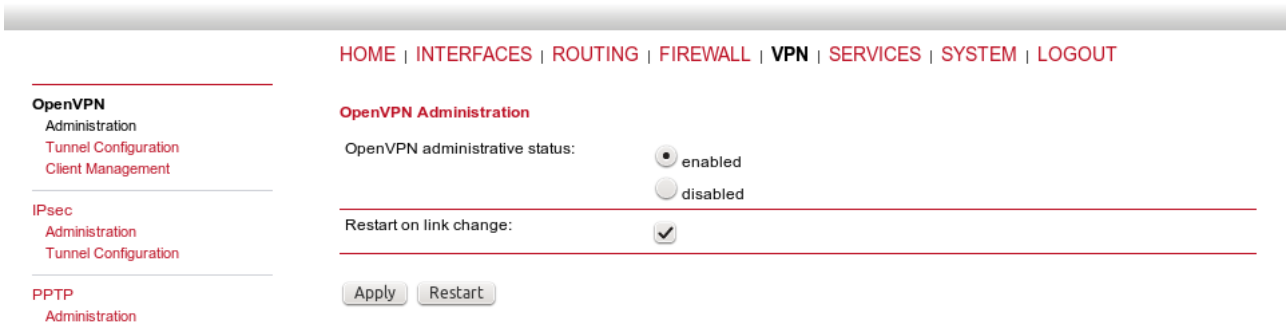 HOME | INTERFACES | ROUTING | FIREWALL | VPN | SERVICES | SYSTEM | LOGOUT
OpenVPN
Administration
Tunnel Configuration
Client Management
IPsec
Administration
Tunnel Configuration
PPTP
Administration
OpenVPN Administration
OpenVPN administrative status:
enabled
disabled
Restart on link change:
Apply Restart